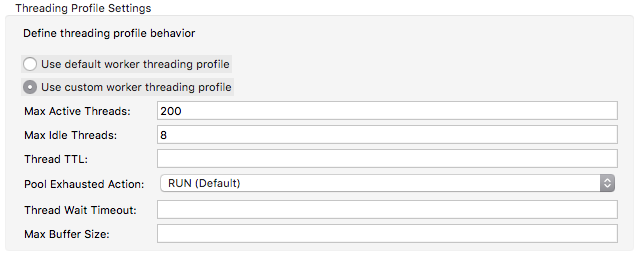 Threading Profile Settings
Define threading profile behavior
Use default worker threading profile
Use custom worker threading profile
Max Active Threads: 200
Max Idle Threads: 8
Thread TTL:
Pool Exhausted Action: RUN (Default)
Thread Wait Timeout:
Max Buffer Size: